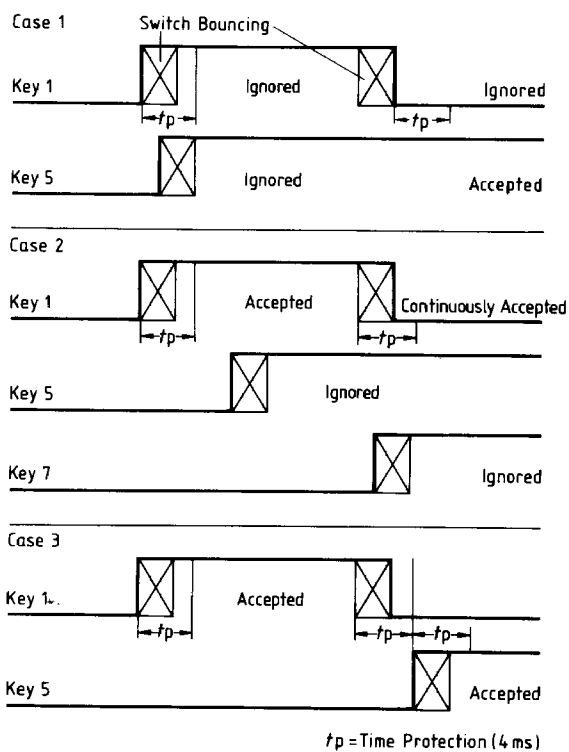 Case 1
Switch Bouncing
Key 1
Ignored
Ignored
tp
tp
Key 5
Ignored
Accepted
Case 2
Key 1
Accepted
Continuously Accepted
tp
tp
Key 5
Ignored
Key 7
Ignored
Case 3
Key 1.
Accepted
tp
tp
tp
Key 5
Accepted
tp = Time Protection (4 ms)